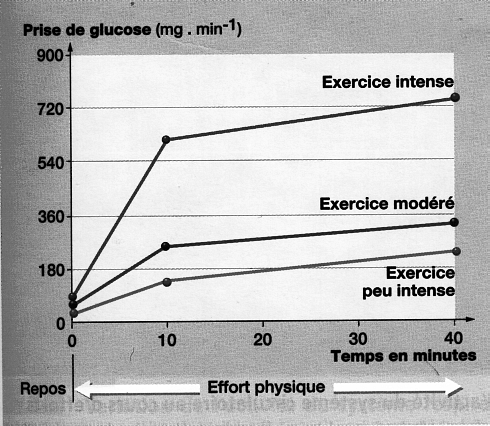 Prise de glucose (mg . min-1)
900
720
540
360
180
0
Exercice intense
Exercice modéré
Exercice
peu intense
0 10 20 30 40
Temps en minutes
Repos
Effort physique